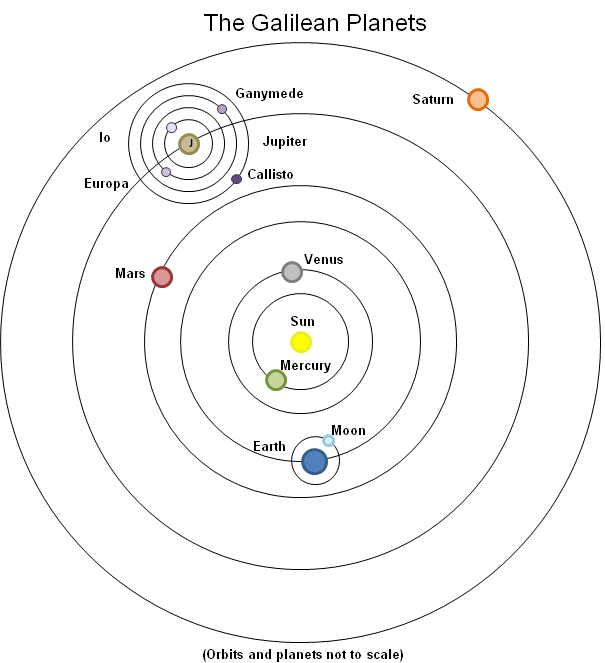 The Galilean Planets
Ganymede
Saturn
Io
J
Jupiter
Europa
Callisto
Venus
Mars
Sun
Mercury
Moon
Earth
(Orbits and planets not to scale)